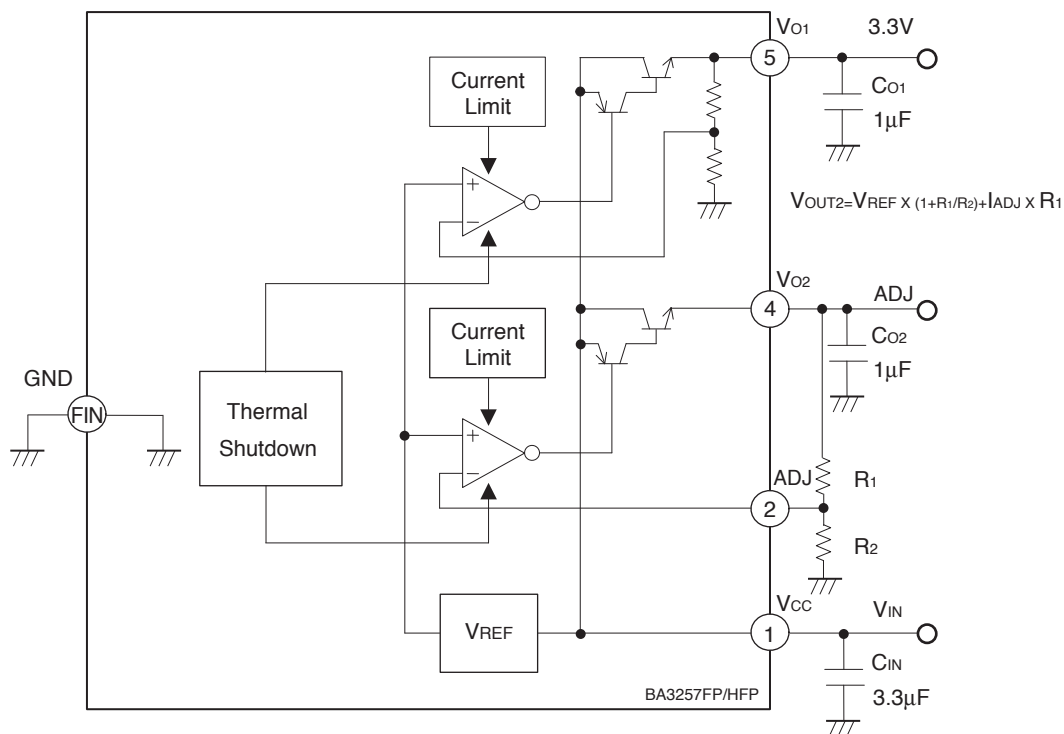 VO1
3.3V
5
Current
Limit
CO1
1μF
+
−
VOUT2=VREF X (1+R1/R2)+IADJ X R1
VO2
ADJ
4
Current
Limit
CO2
1μF
GND
FIN
Thermal
Shutdown
+
−
ADJ
R1
2
R2
VCC
VIN
VREF
1
CIN
3.3μF
BA3257FP/HFP